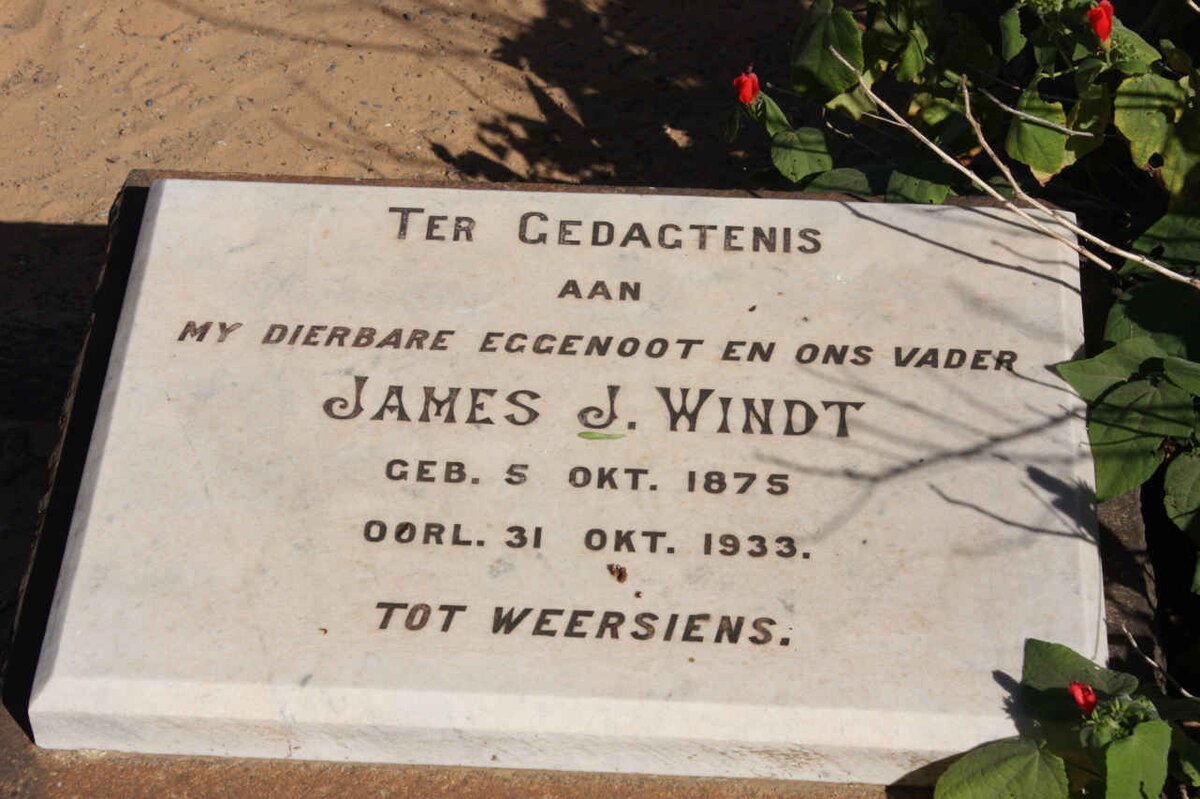 TER GEDAGTENIS
AAN
MY DIERBARE EGGENOOT EN ONS VADER
JAMES J. WINDT
GEB. 5 OKT. 1875
OORL. 31 OKT. 1933.
TOT WEERSIENS.